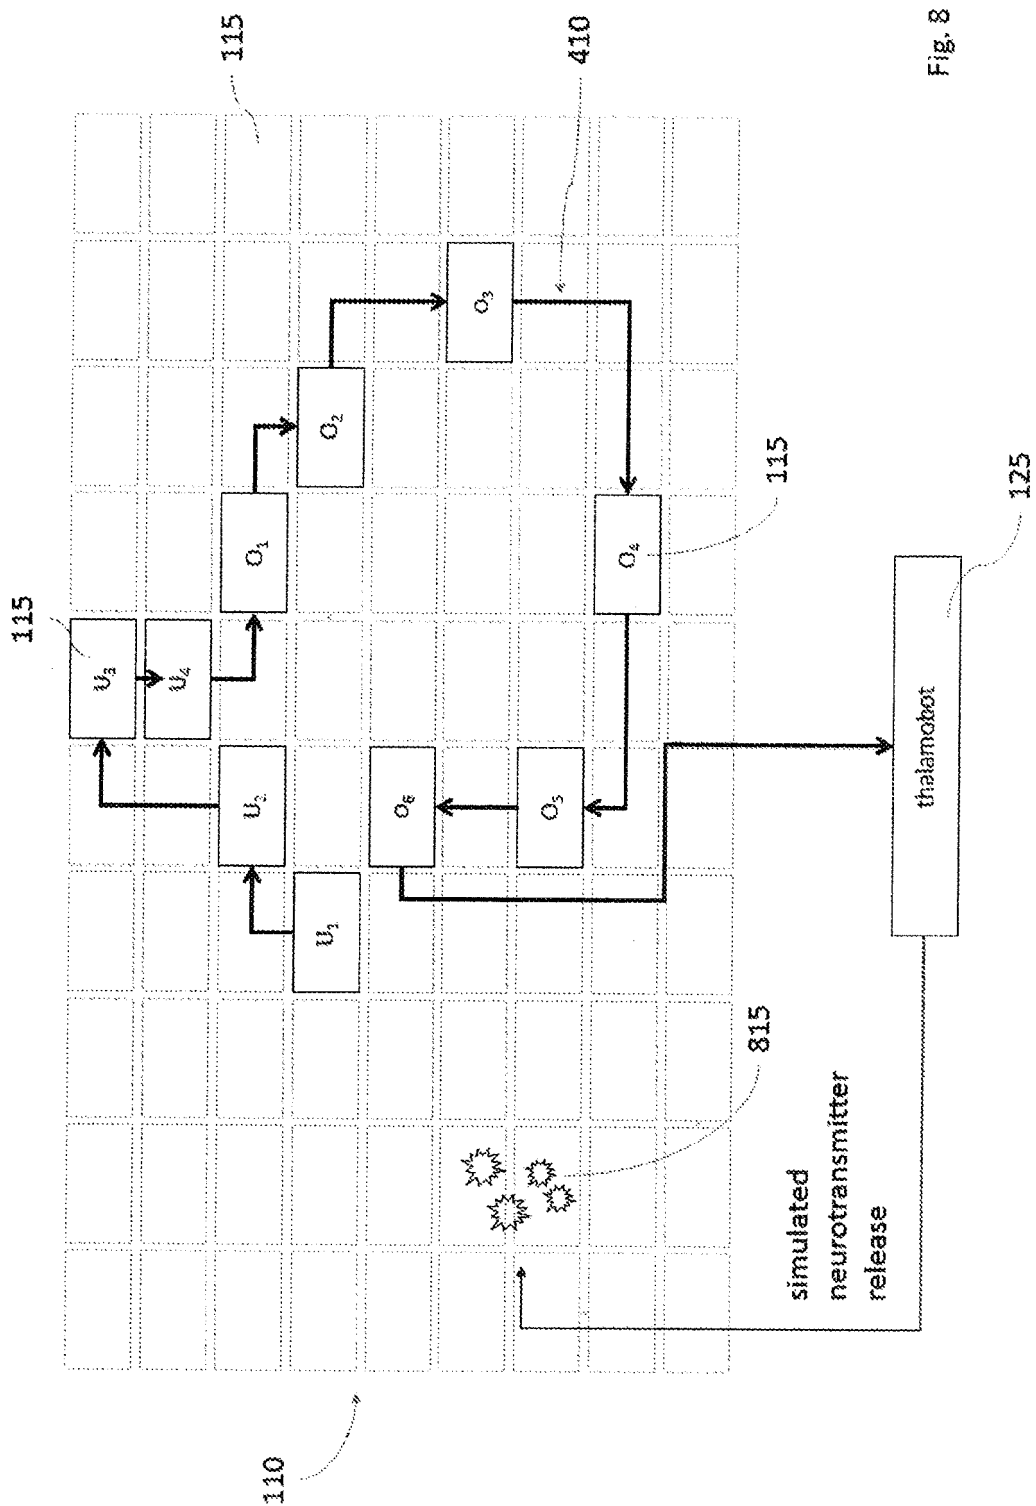 110
115
115
410
U₃
U₄
U₂
U₁
O₁
O₂
O₃
O₄
O₅
O₆
115
815
simulated
neurotransmitter
release
thalamobot
125
Fig. 8